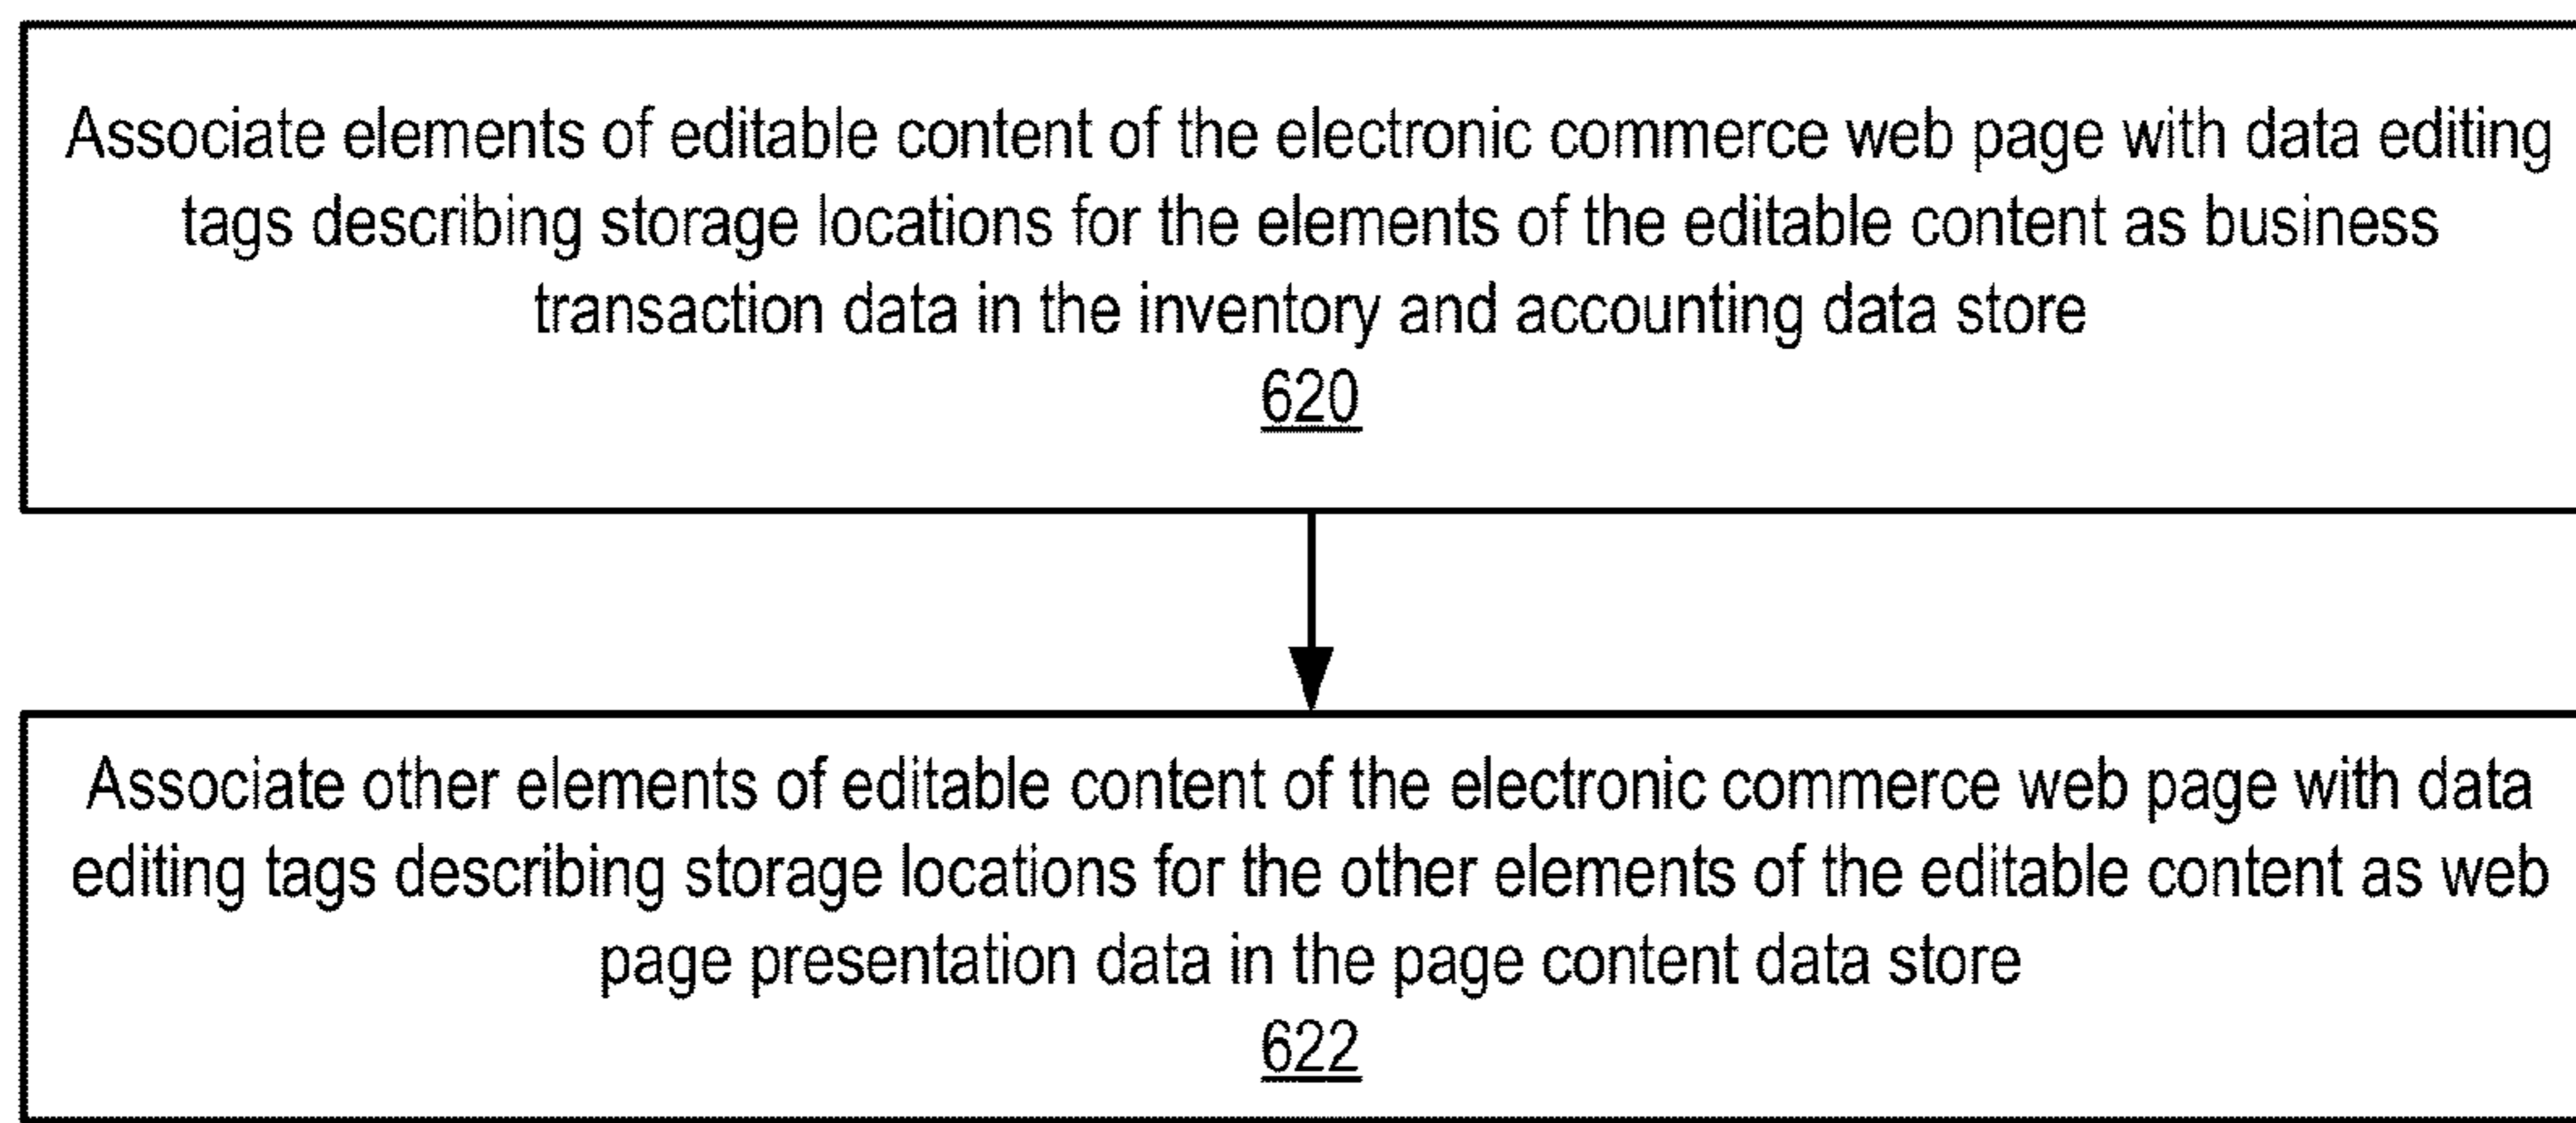 Associate elements of editable content of the electronic commerce web page with data editing
tags describing storage locations for the elements of the editable content as business
transaction data in the inventory and accounting data store
620
Associate other elements of editable content of the electronic commerce web page with data
editing tags describing storage locations for the other elements of the editable content as web
page presentation data in the page content data store
622